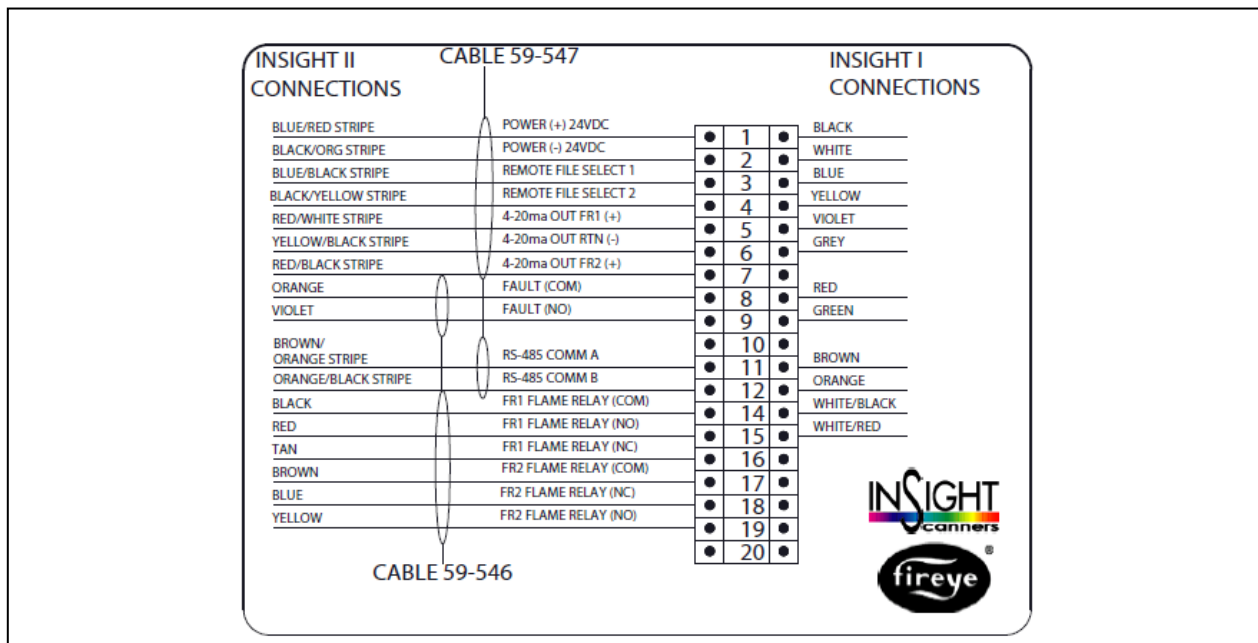 INSIGHT II
CONNECTIONS
CABLE 59-547
INSIGHT I
CONNECTIONS
BLUE/RED STRIPE POWER (+) 24VDC 1 BLACK
BLACK/ORG STRIPE POWER (-) 24VDC 2 WHITE
BLUE/BLACK STRIPE REMOTE FILE SELECT 1 3 BLUE
BLACK/YELLOW STRIPE REMOTE FILE SELECT 2 4 YELLOW
RED/WHITE STRIPE 4-20ma OUT FR1 (+) 5 VIOLET
YELLOW/BLACK STRIPE 4-20ma OUT RTN (-) 6 GREY
RED/BLACK STRIPE 4-20ma OUT FR2 (+) 7
ORANGE FAULT (COM) 8 RED
VIOLET FAULT (NO) 9 GREEN
10
BROWN/
ORANGE STRIPE RS-485 COMM A 11 BROWN
ORANGE/BLACK STRIPE RS-485 COMM B 12 ORANGE
BLACK FR1 FLAME RELAY (COM) 14 WHITE/BLACK
RED FR1 FLAME RELAY (NO) 15 WHITE/RED
TAN FR1 FLAME RELAY (NC) 16
BROWN FR2 FLAME RELAY (COM) 17
BLUE FR2 FLAME RELAY (NC) 18
YELLOW FR2 FLAME RELAY (NO) 19
20
CABLE 59-546
INSIGHT
scanners
fireye ®